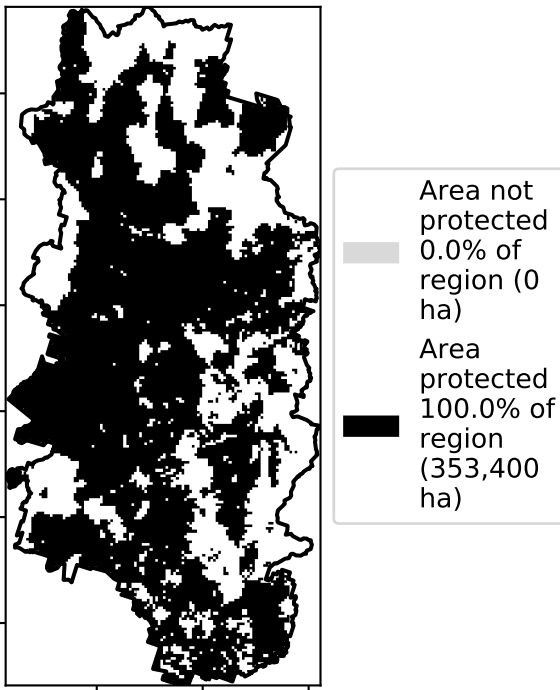 Area not
protected
0.0% of
region (0
ha)
Area
protected
100.0% of
region
(353,400
ha)